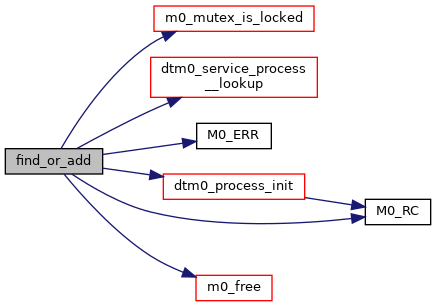 m0_mutex_is_locked
dtm0_service_process
__lookup
M0_ERR
find_or_add
dtm0_process_init
M0_RC
m0_free